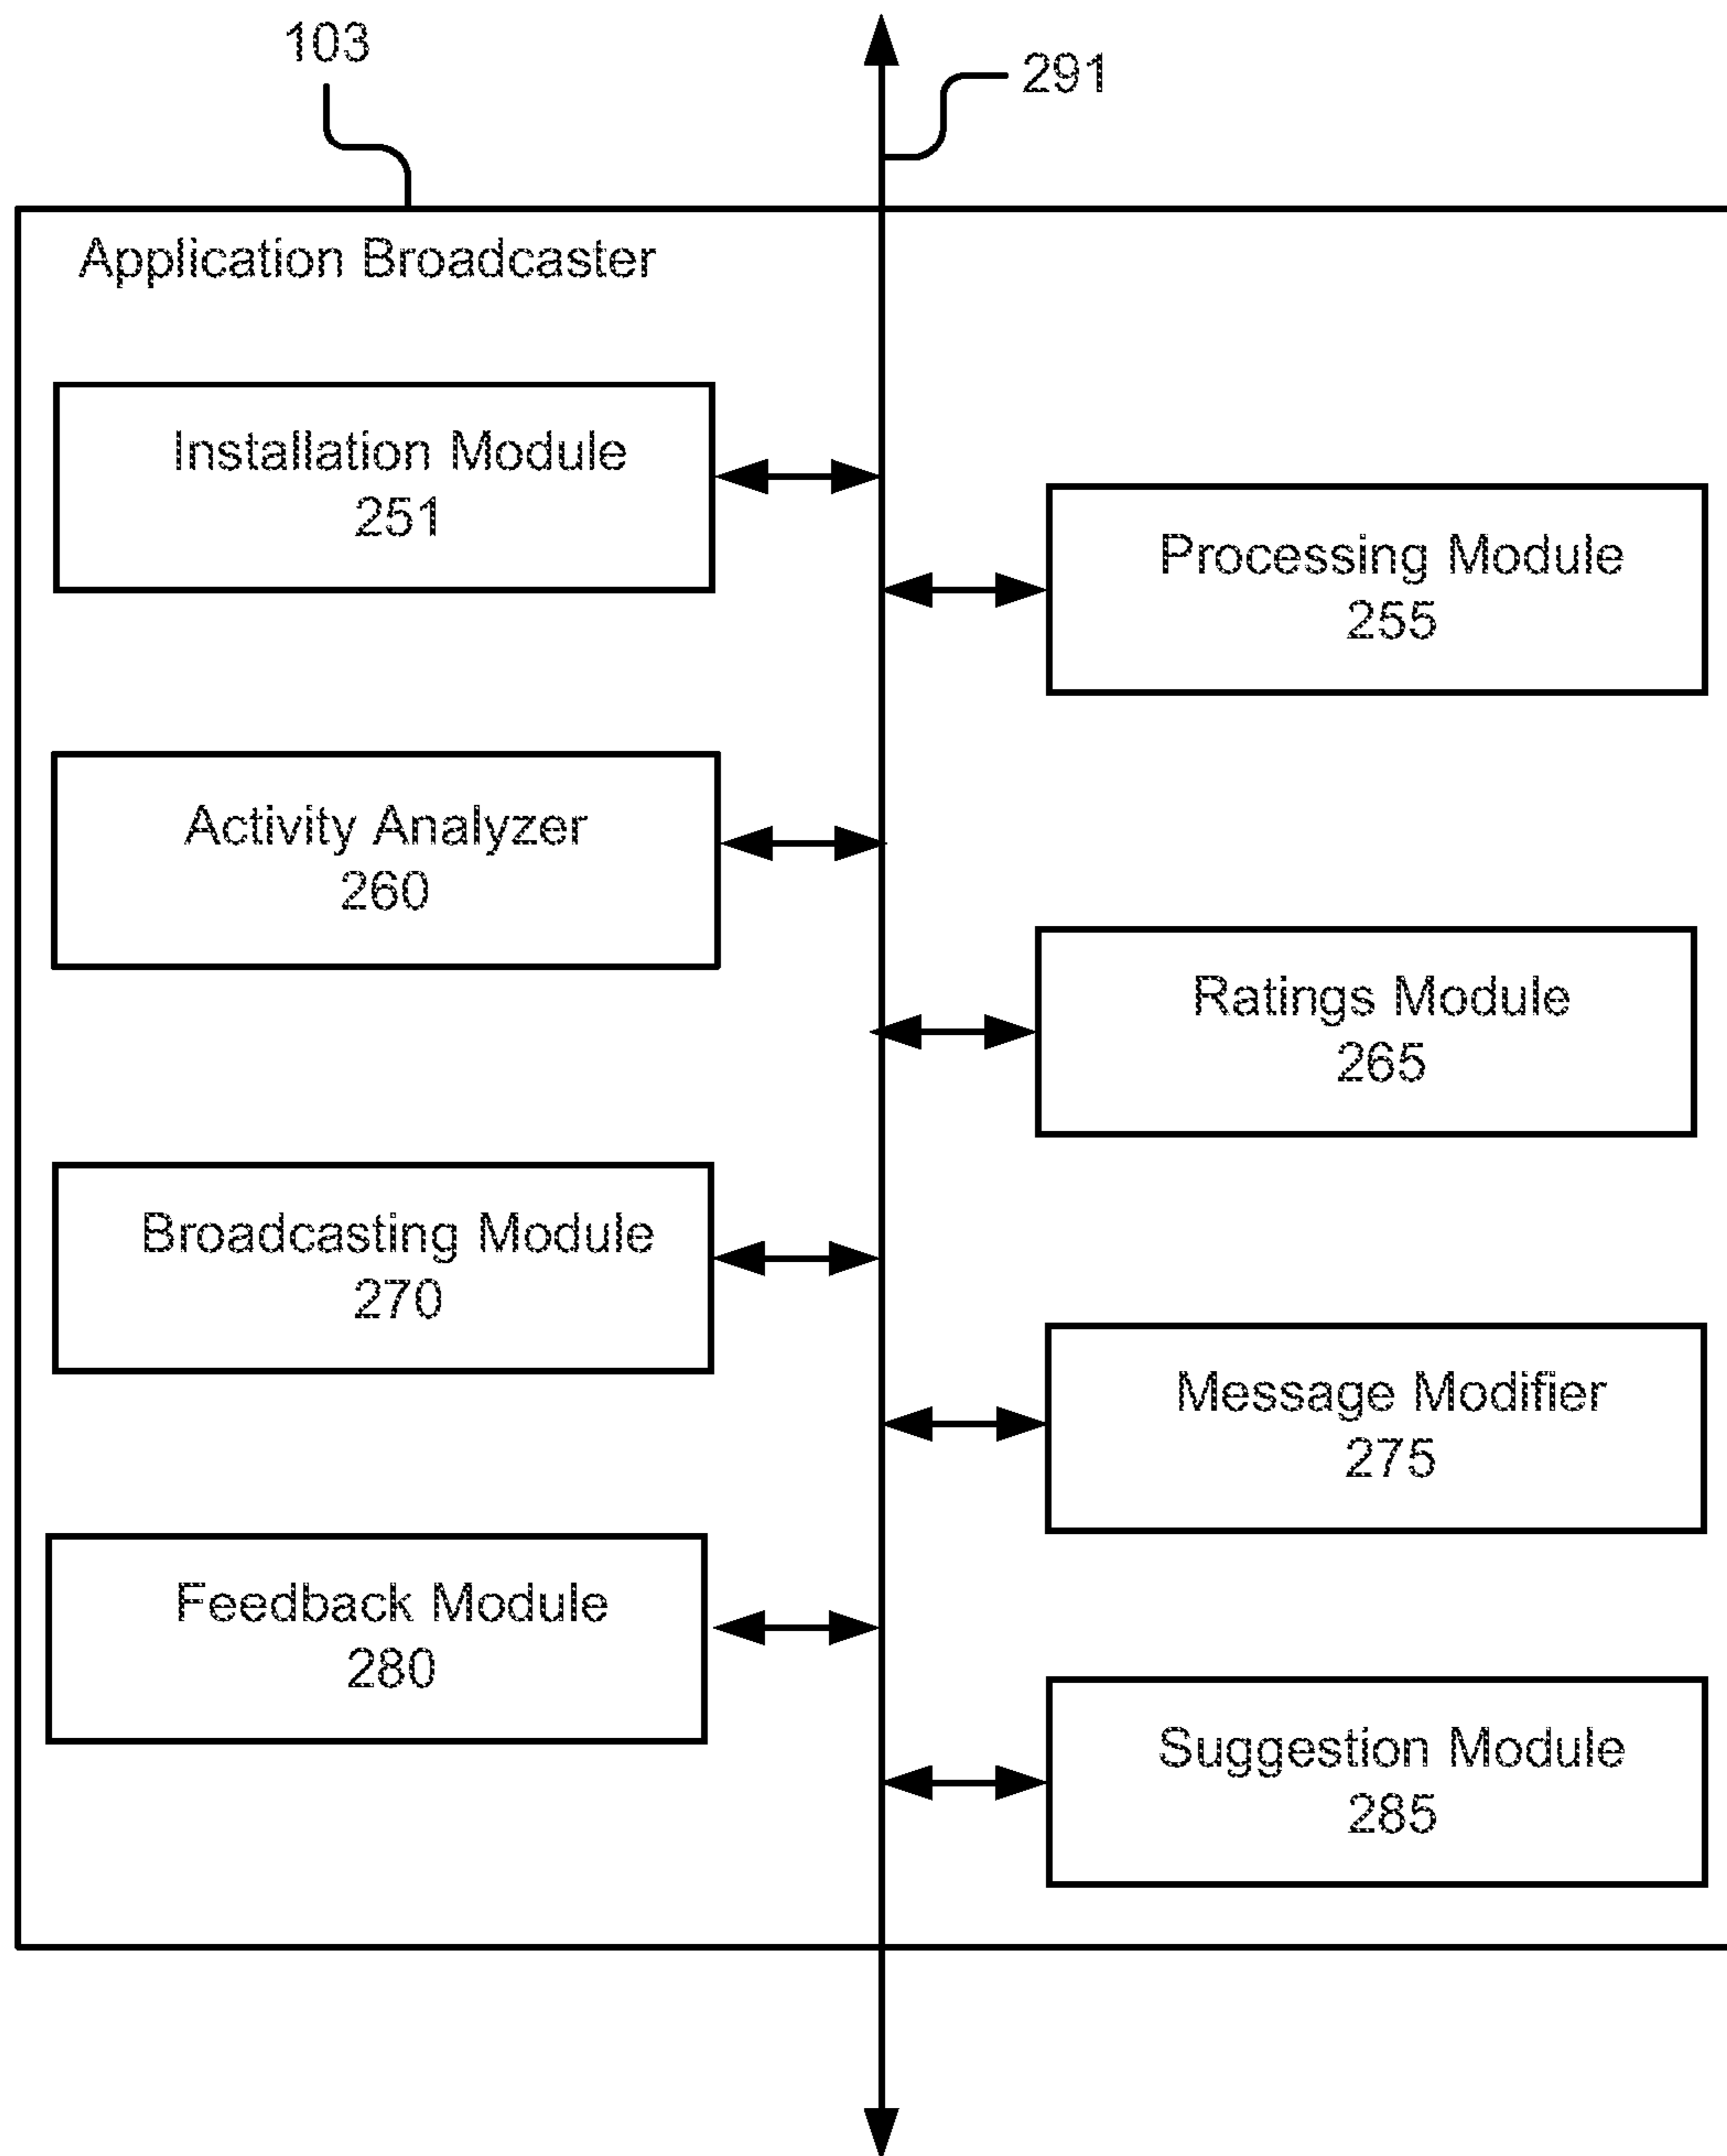 103
291
Application Broadcaster
Installation Module
251
Processing Module
255
Activity Analyzer
260
Ratings Module
265
Broadcasting Module
270
Message Modifier
275
Feedback Module
280
Suggestion Module
285